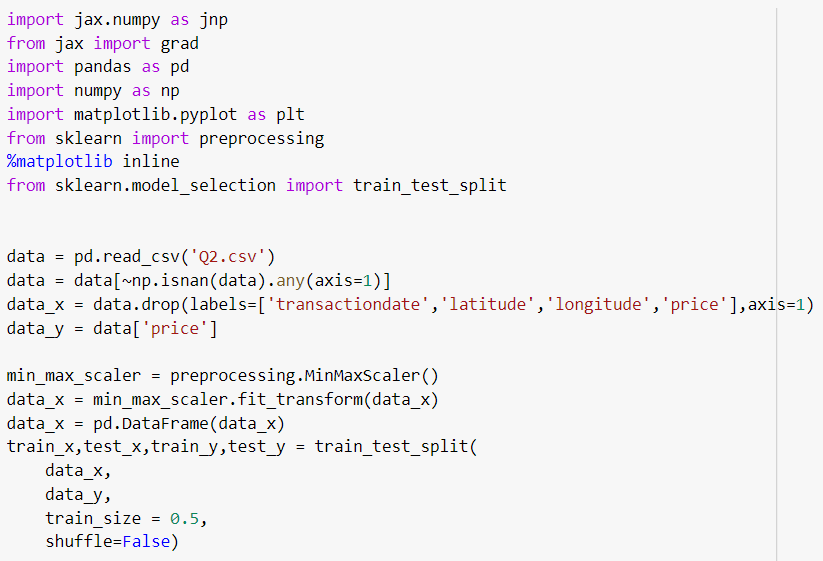 import jax.numpy as jnp
from jax import grad
import pandas as pd
import numpy as np
import matplotlib.pyplot as plt
from sklearn import preprocessing
%matplotlib inline
from sklearn.model_selection import train_test_split
data = pd.read_csv('Q2.csv')
data = data[~np.isnan(data).any(axis=1)]
data_x = data.drop(labels=['transactiondate','latitude','longitude','price'],axis=1)
data_y = data['price']
min_max_scaler = preprocessing.MinMaxScaler()
data_x = min_max_scaler.fit_transform(data_x)
data_x = pd.DataFrame(data_x)
train_x,test_x,train_y,test_y = train_test_split(
    data_x,
    data_y,
    train_size = 0.5,
    shuffle=False)